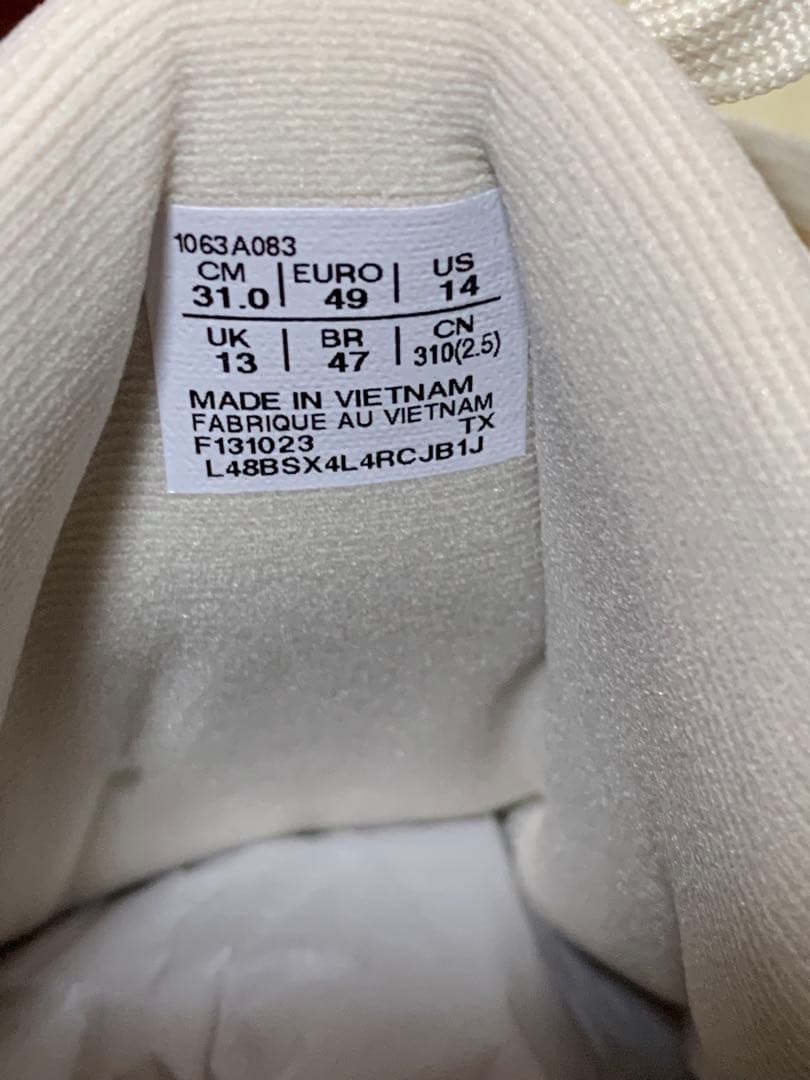 1063A083
CM | EURO | US
31.0 | 49 | 14
UK | BR | CN
13 | 47 | 310(2.5)
MADE IN VIETNAM
FABRIQUE AU VIETNAM
F131023 TX
L48BSX4L4RCJB1J